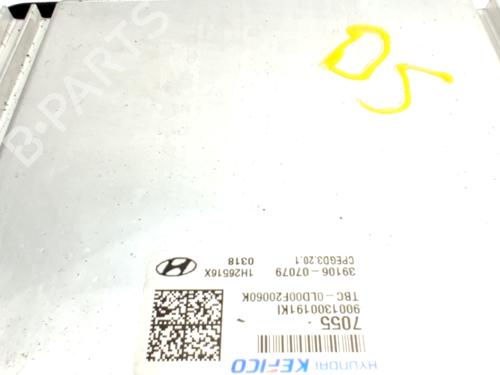 HYUNDAI KEFICO
7055
9001300191KI
TBC-0LD00F20060K
39106-07079 1H26516X
CPEGD3.20.1 0318
D5
B-PARTS